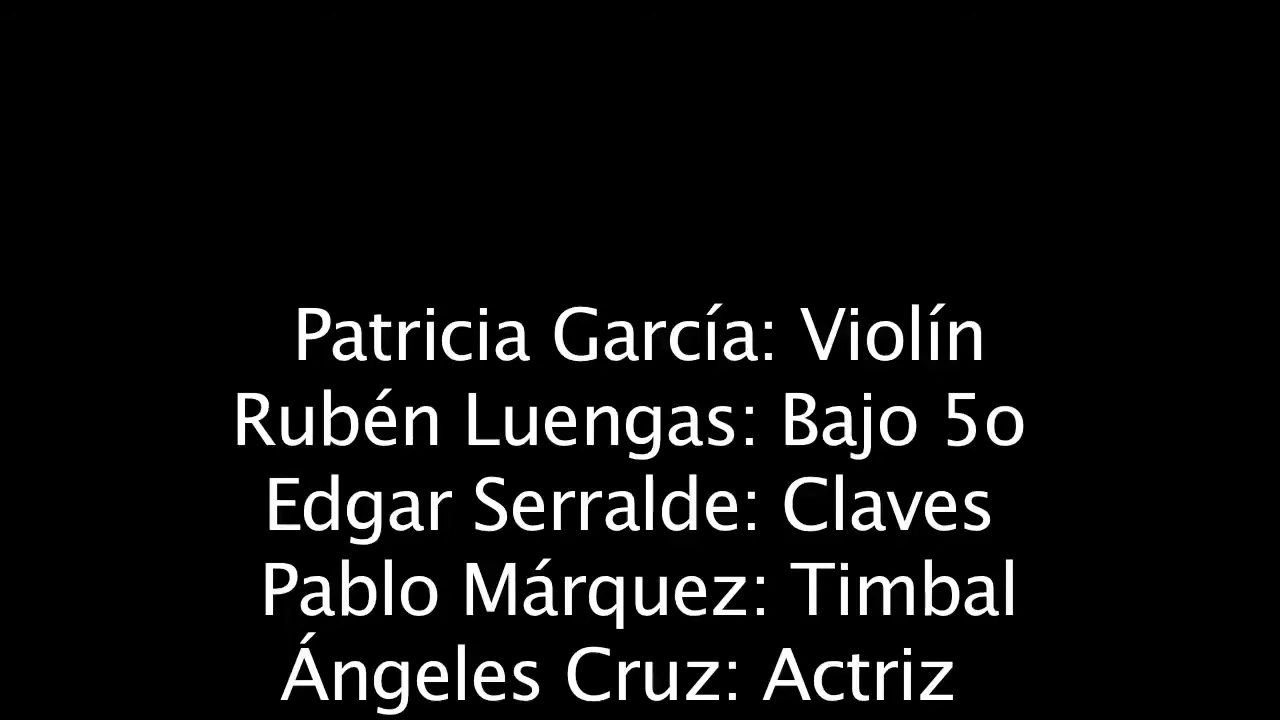 Patricia García: Violín
Rubén Luengas: Bajo 5o
Edgar Serralde: Claves
Pablo Márquez: Timbal
Ángeles Cruz: Actriz